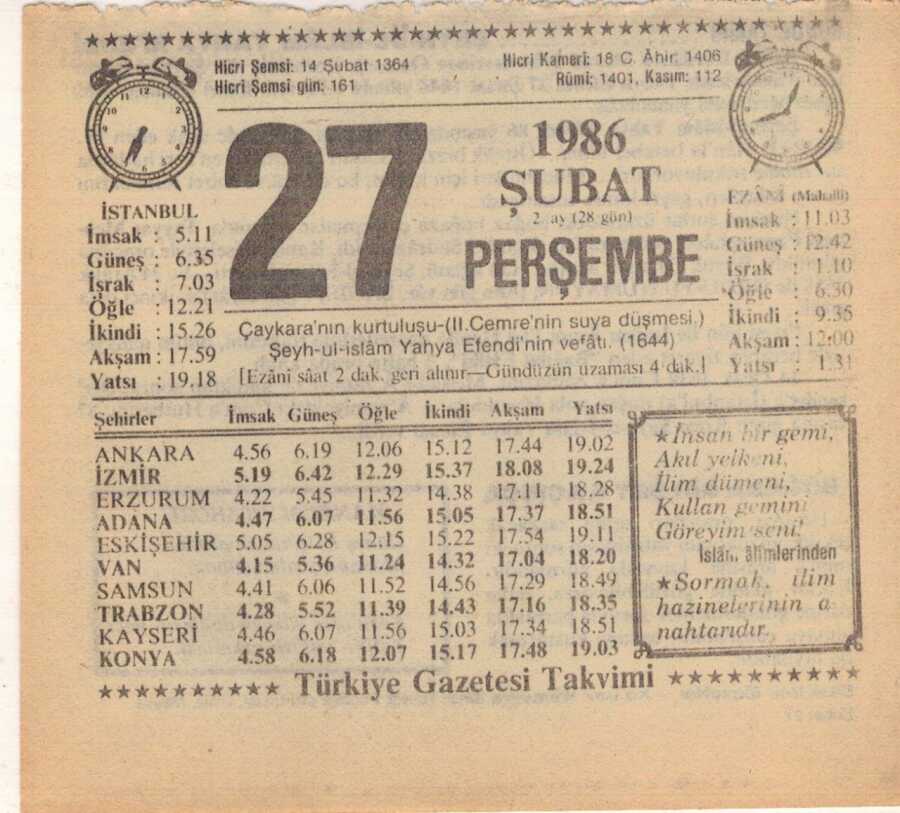 Hicri Şemsi: 14 Şubat 1364
Hicri Şemsi gün: 161
Hicri Kameri: 18 C. Âhir, 1406
Rûmi: 1401, Kasım: 112
27
1986
ŞUBAT
2. ay (28 gün)
PERŞEMBE
İSTANBUL
İmsak : 5.11
Güneş : 6.35
İşrak : 7.03
Öğle : 12.21
İkindi : 15.26
Akşam : 17.59
Yatsı : 19.18
EZÂNİ (Mahalli)
İmsak : 11.03
Güneş : 12.42
İşrak : 1.10
Öğle : 6.30
İkindi : 9.35
Akşam : 12:00
Yatsı : 1.31
Çaykara'nın kurtuluşu-(II.Cemre'nin suya düşmesi.)
Şeyh-ul-islâm Yahya Efendi'nin vefâtı. (1644)
[Ezâni sâat 2 dak. geri alınır—Gündüzün uzaması 4 dak.]
Şehirler İmsak Güneş Öğle İkindi Akşam Yatsı
ANKARA 4.56 6.19 12.06 15.12 17.44 19.02
İZMİR 5.19 6.42 12.29 15.37 18.08 19.24
ERZURUM 4.22 5.45 11.32 14.38 17.11 18.28
ADANA 4.47 6.07 11.56 15.05 17.37 18.51
ESKİŞEHİR 5.05 6.28 12.15 15.22 17.54 19.11
VAN 4.15 5.36 11.24 14.32 17.04 18.20
SAMSUN 4.41 6.06 11.52 14.56 17.29 18.49
TRABZON 4.28 5.52 11.39 14.43 17.16 18.35
KAYSERİ 4.46 6.07 11.56 15.03 17.34 18.51
KONYA 4.58 6.18 12.07 15.17 17.48 19.03
★İnsan bir gemi,
Akıl yelkeni,
İlim dümeni,
Kullan gemini
Göreyim seni!
İslâm âlimlerinden
★Sormak, ilim
hazinelerinin a
nahtarıdır.
★★★★★★★★★★ Türkiye Gazetesi Takvimi ★★★★★★★★★★